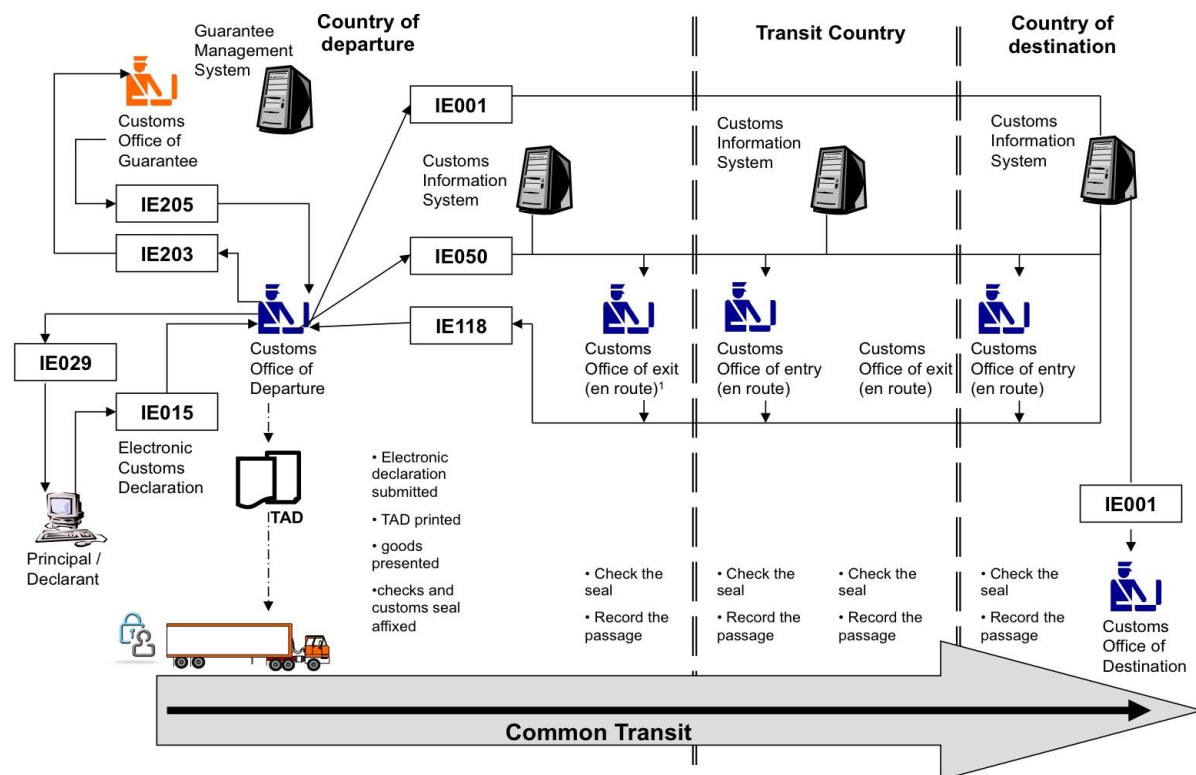 Country of
departure
Transit Country
Country of
destination
Guarantee
Management
System
Customs
Office of
Guarantee
IE001
Customs
Information
System
Customs
Information
System
Customs
Information
System
IE205
IE203
IE050
IE118
IE029
IE015
Customs
Office of
Departure
Customs
Office of exit
(en route)¹
Customs
Office of entry
(en route)
Customs
Office of exit
(en route)
Customs
Office of entry
(en route)
Electronic
Customs
Declaration
TAD
Principal /
Declarant
• Electronic
declaration
submitted
• TAD printed
• goods
presented
•checks and
customs seal
affixed
IE001
• Check the
seal
• Record the
passage
• Check the
seal
• Record the
passage
• Check the
seal
• Record the
passage
• Check the
seal
• Record the
passage
Customs
Office of
Destination
Common Transit